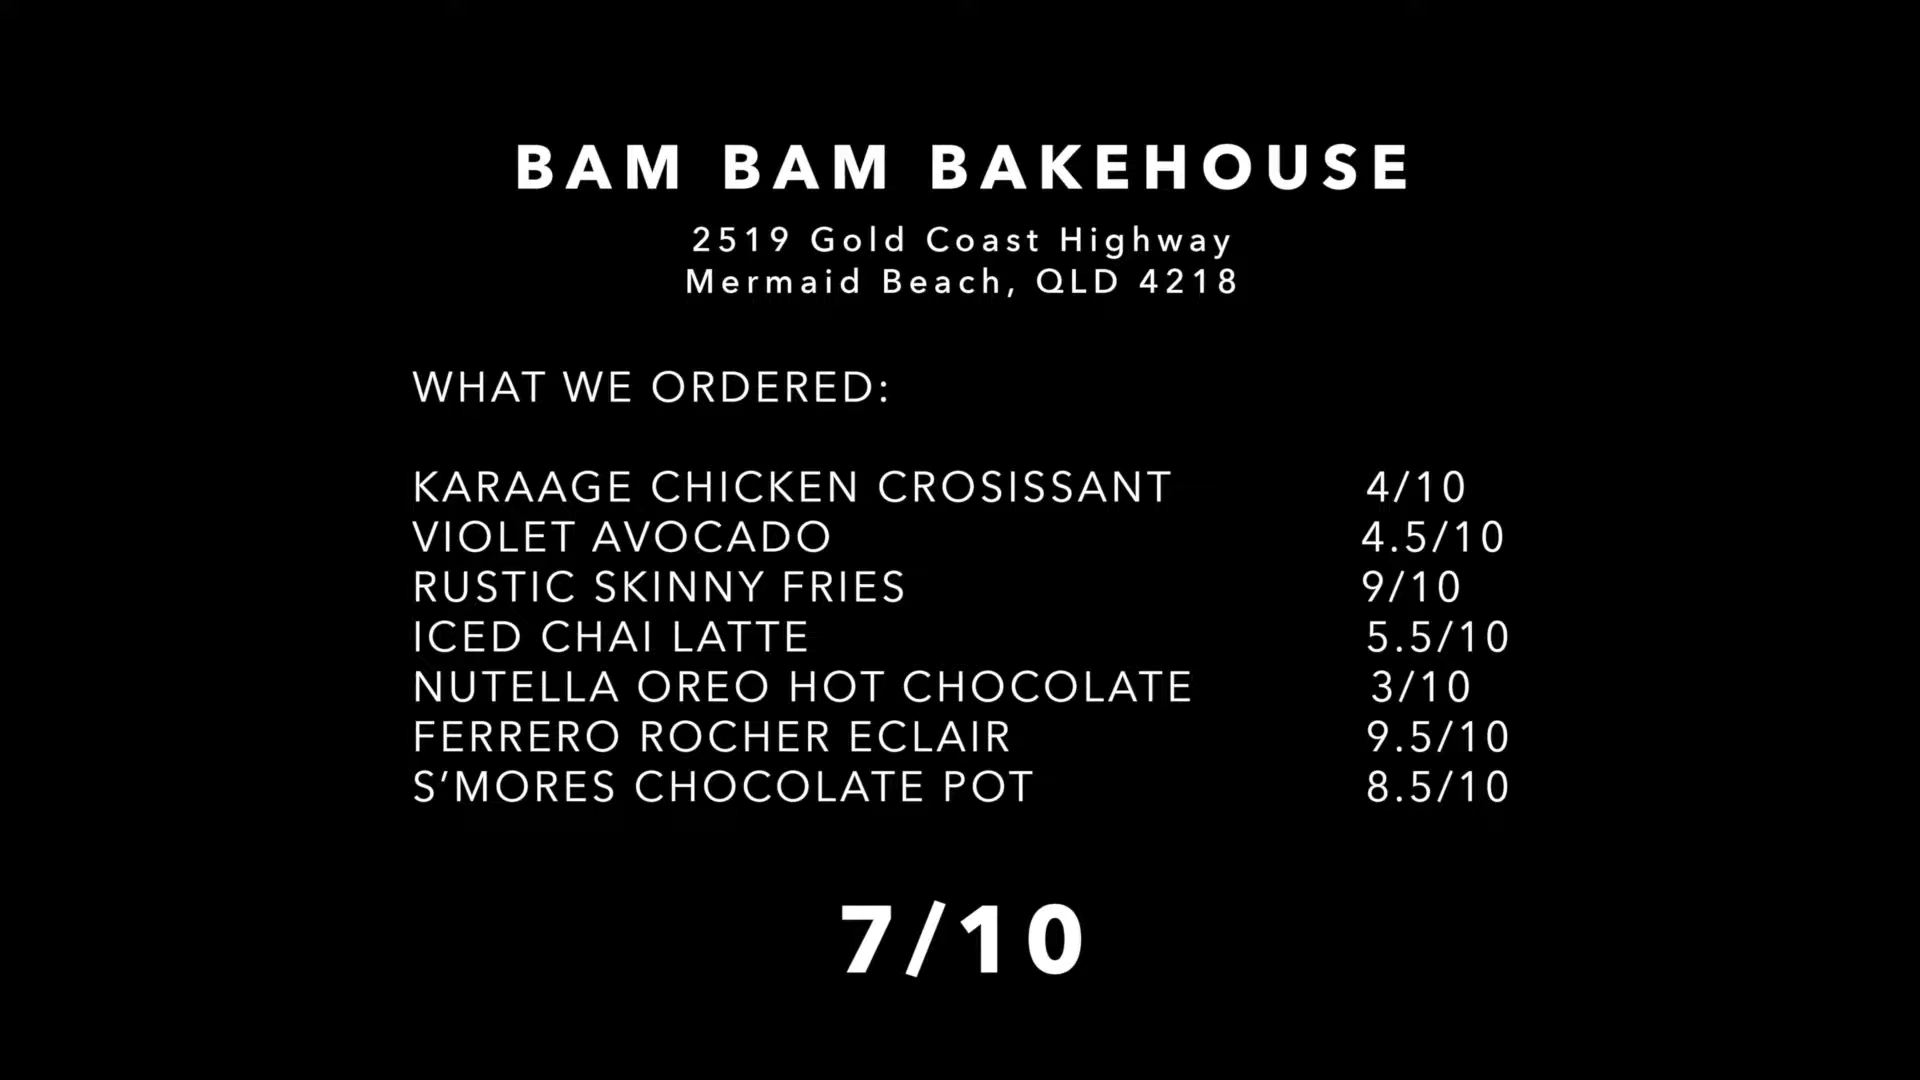 BAM BAM BAKEHOUSE
2519 Gold Coast Highway
Mermaid Beach, QLD 4218
WHAT WE ORDERED:
KARAAGE CHICKEN CROSISSANT 4/10
VIOLET AVOCADO 4.5/10
RUSTIC SKINNY FRIES 9/10
ICED CHAI LATTE 5.5/10
NUTELLA OREO HOT CHOCOLATE 3/10
FERRERO ROCHER ECLAIR 9.5/10
S’MORES CHOCOLATE POT 8.5/10
7/10